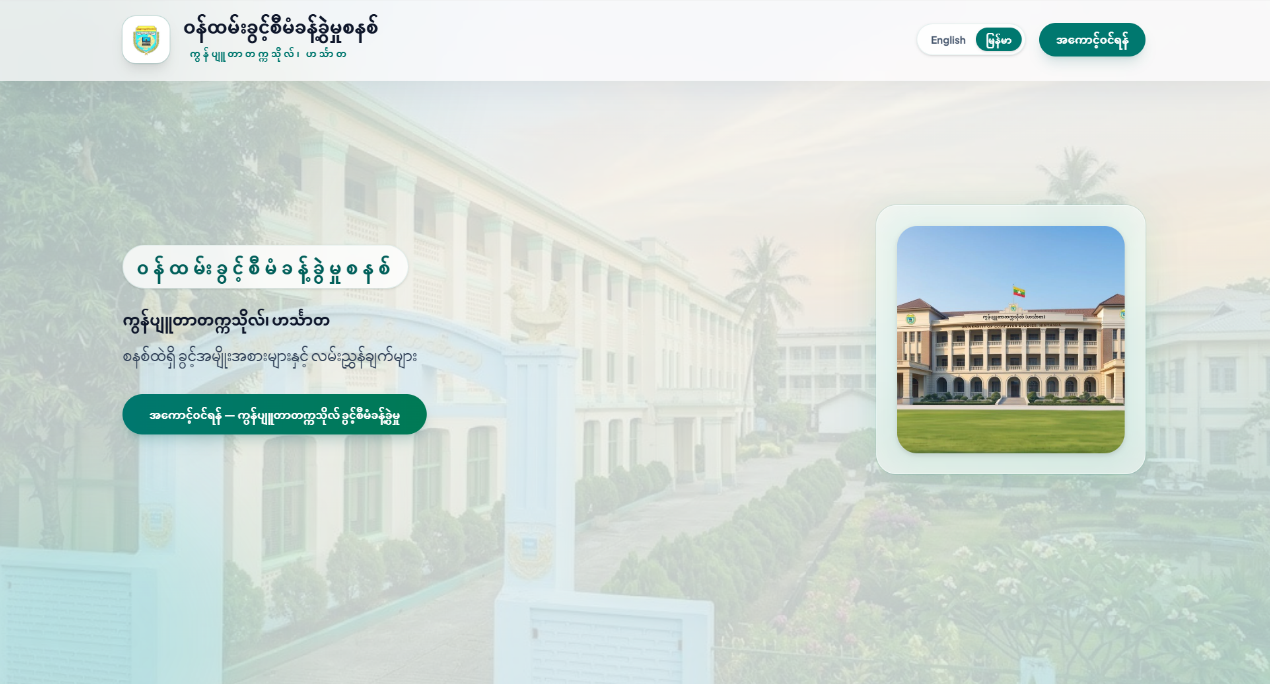 ဝန်ထမ်းခွင့်စီမံခန့်ခွဲမှုစနစ်
ကွန်ပျူတာတက္ကသိုလ်၊ ဟင်္သာတ
English
မြန်မာ
အကောင့်ဝင်ရန်
ဝန်ထမ်းခွင့်စီမံခန့်ခွဲမှုစနစ်
ကွန်ပျူတာတက္ကသိုလ်၊ ဟင်္သာတ
စနစ်ထဲရှိ ခွင့်အမျိုးအစားများနှင့် လမ်းညွှန်ချက်များ
အကောင့်ဝင်ရန် — ကွန်ပျူတာတက္ကသိုလ် ခွင့်စီမံခန့်ခွဲမှု